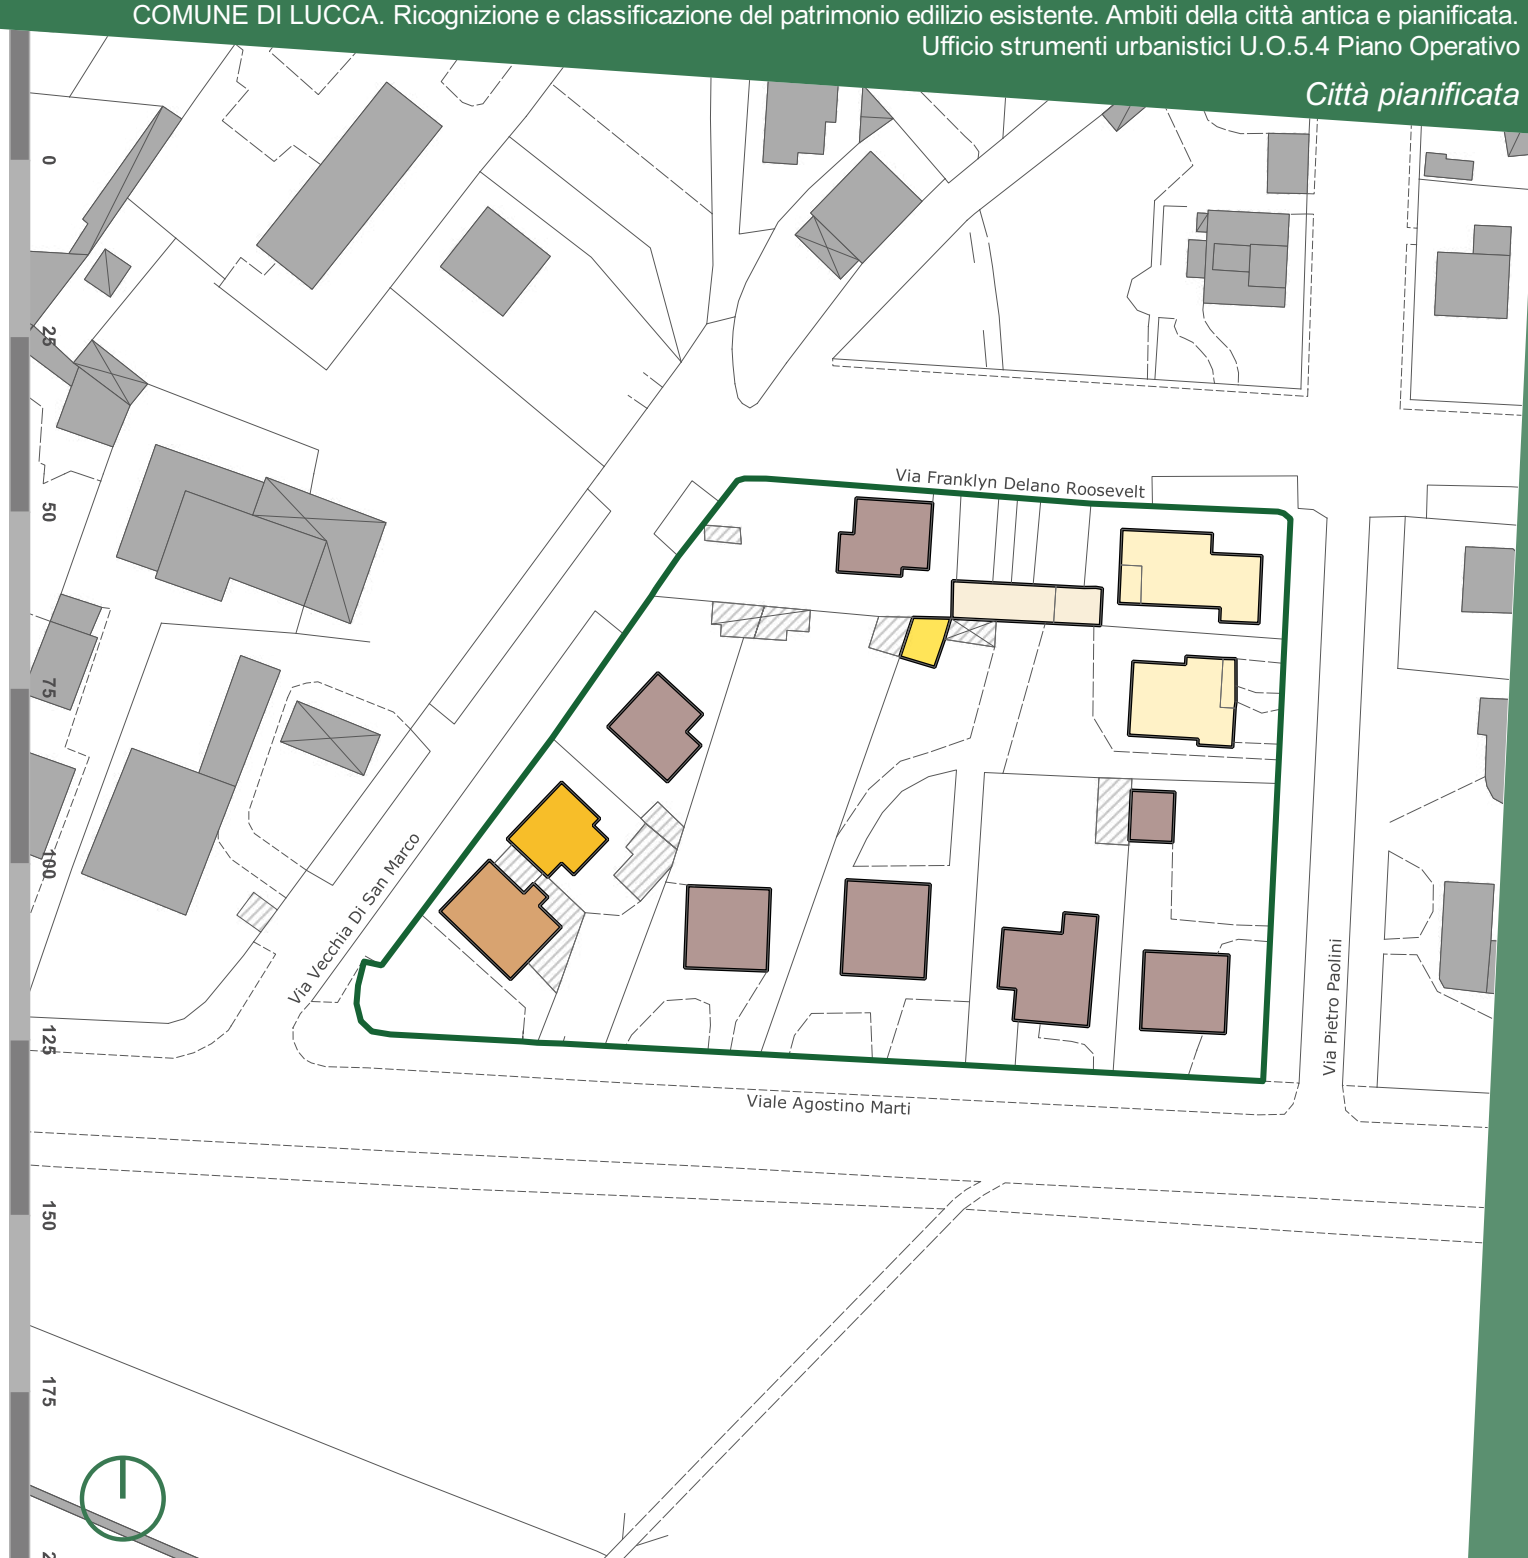 COMUNE DI LUCCA. Ricognizione e classificazione del patrimonio edilizio esistente. Ambiti della città antica e pianificata.
Ufficio strumenti urbanistici U.O.5.4 Piano Operativo
Città pianificata
0
25
50
75
100
125
150
175
Via Franklyn Delano Roosevelt
Via Vecchia Di San Marco
Via Pietro Paolini
Viale Agostino Marti